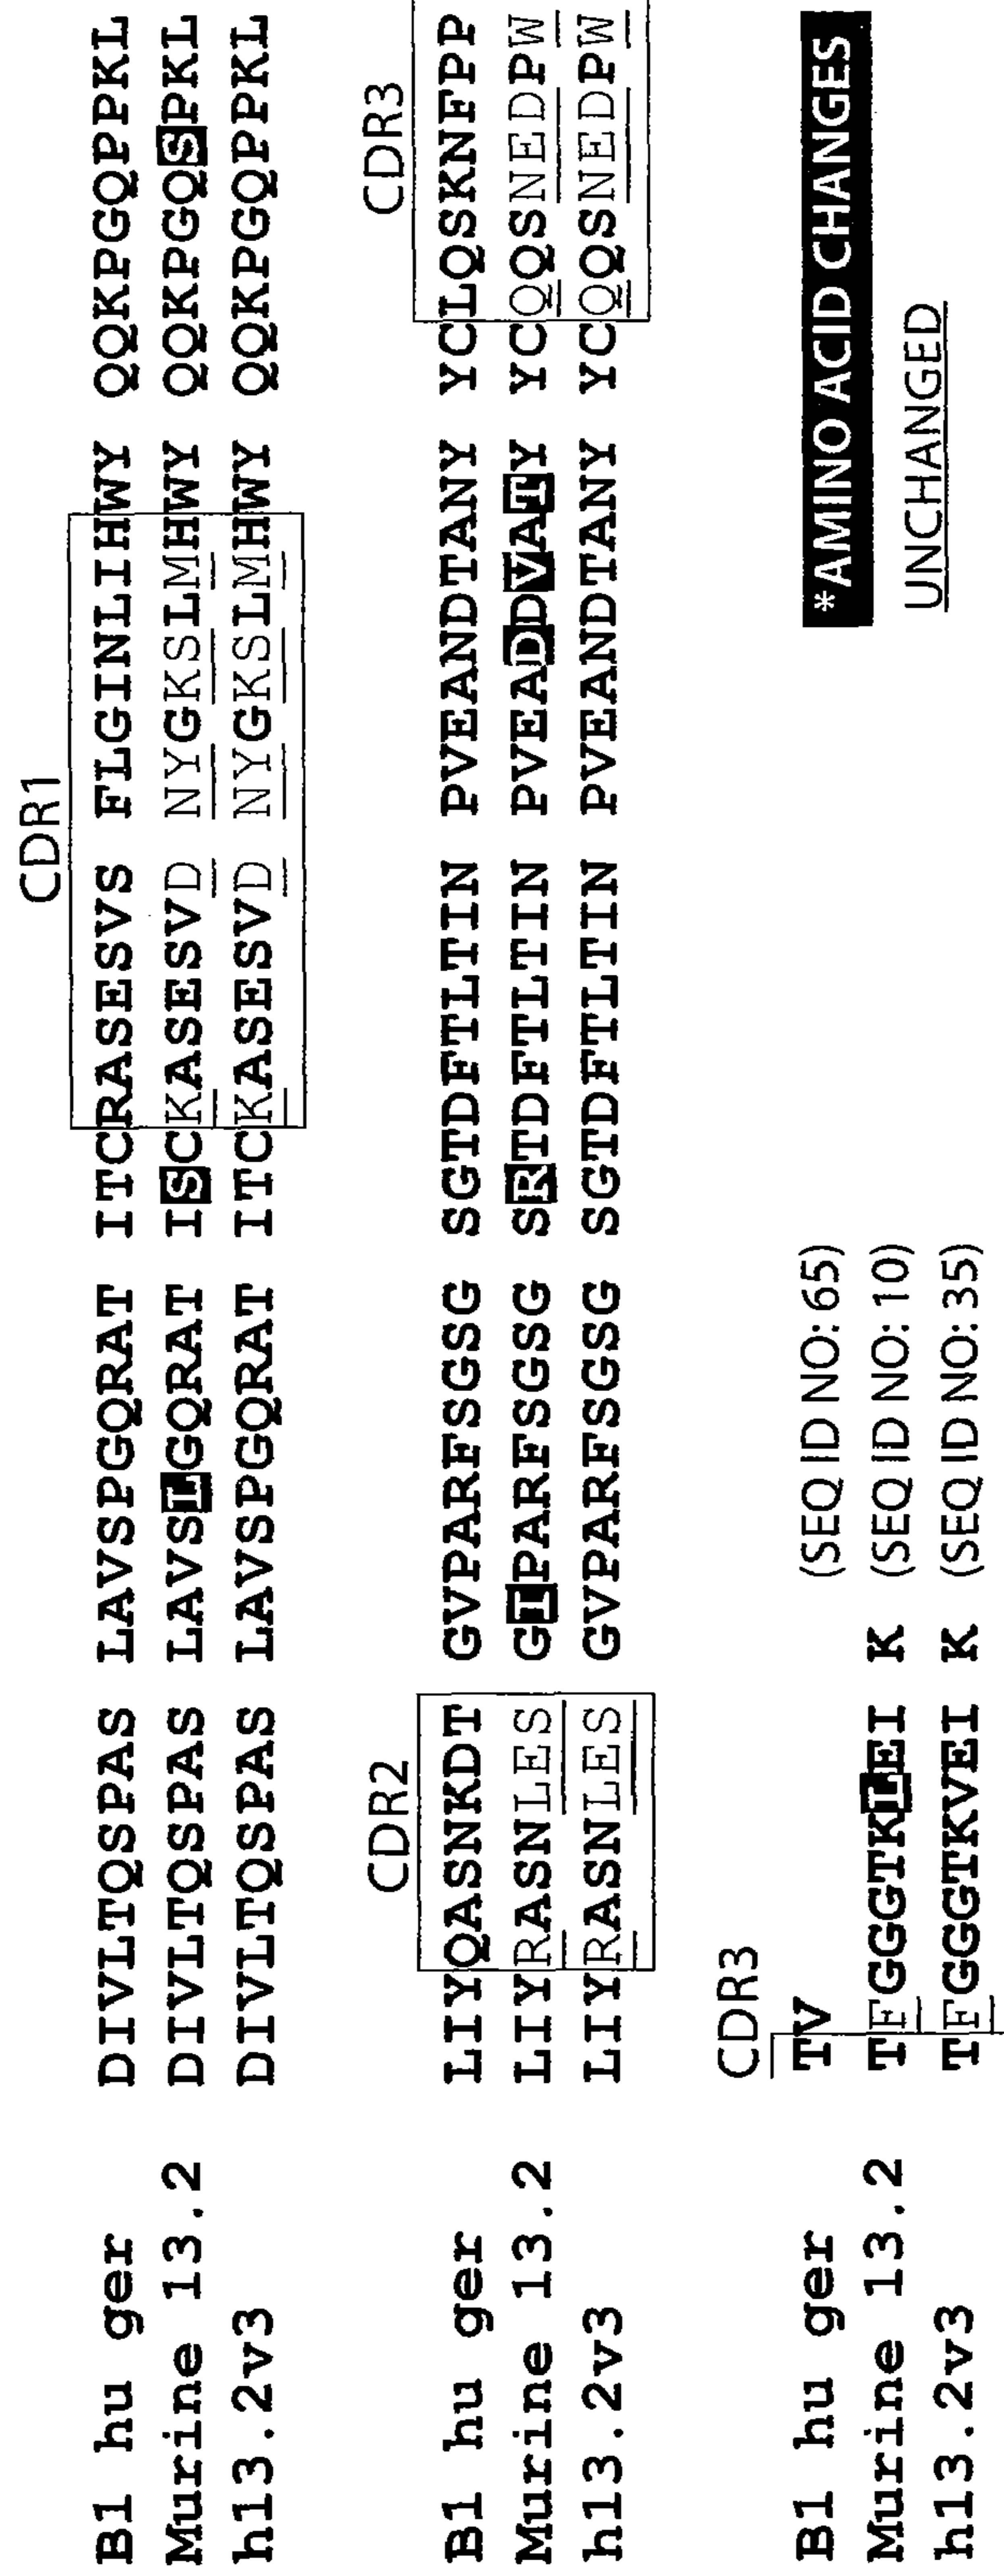 CDR1
B1 hu ger DIVLTQSPAS LAVSPGQRAT ITCRASESVS FLGINLIHWY QQKPGQPPKL
Murine 13.2 DIVLTQSPAS LAVSLGQRAT ISCKASESVD NYGKSLMHWY QQKPGQSPKL
h13.2v3 DIVLTQSPAS LAVSPGQRAT ITCKASESVD NYGKSLMHWY QQKPGQPPKL
CDR2 CDR3
B1 hu ger LIYQASNKDT GVPARFSGSG SGTDFTLTIN PVEANDTANY YCLQSKNFPP
Murine 13.2 LIYRASNLES GIPARFSGSG SRTDFTLTIN PVEADDVATY YCQQSNEDPW
h13.2v3 LIYRASNLES GVPARFSGSG SGTDFTLTIN PVEANDTANY YCQQSNEDPW
CDR3
B1 hu ger TV (SEQ ID NO: 65)
Murine 13.2 TFGGGTKLEI K (SEQ ID NO: 10)
h13.2v3 TFGGGTKVEI K (SEQ ID NO: 35)
*AMINO ACID CHANGES
UNCHANGED